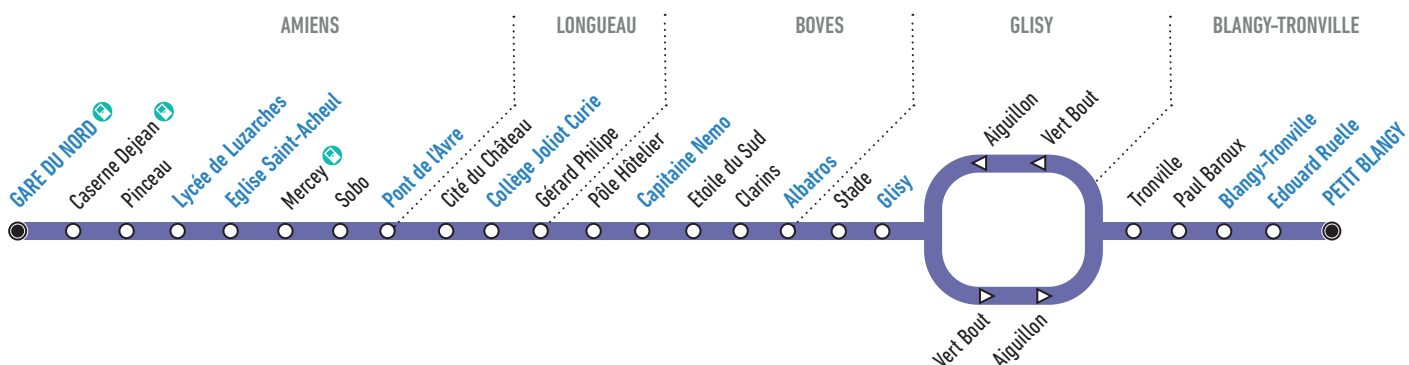 AMIENS
LONGUEAU
BOVES
GLISY
BLANGY-TRONVILLE
GARE DU NORD
Caserne Dejean
Pinceau
Lycée de Luzarches
Eglise Saint-Acheul
Mercey
Sobo
Pont de l'Avre
Cité du Château
Collège Joliot Curie
Gérard Philipe
Pôle Hôtelier
Capitaine Nemo
Etoile du Sud
Clarins
Albatros
Stade
Glisy
Aiguillon
Vert Bout
Vert Bout
Aiguillon
Tronville
Paul Baroux
Blangy-Tronville
Edouard Ruelle
PETIT BLANGY